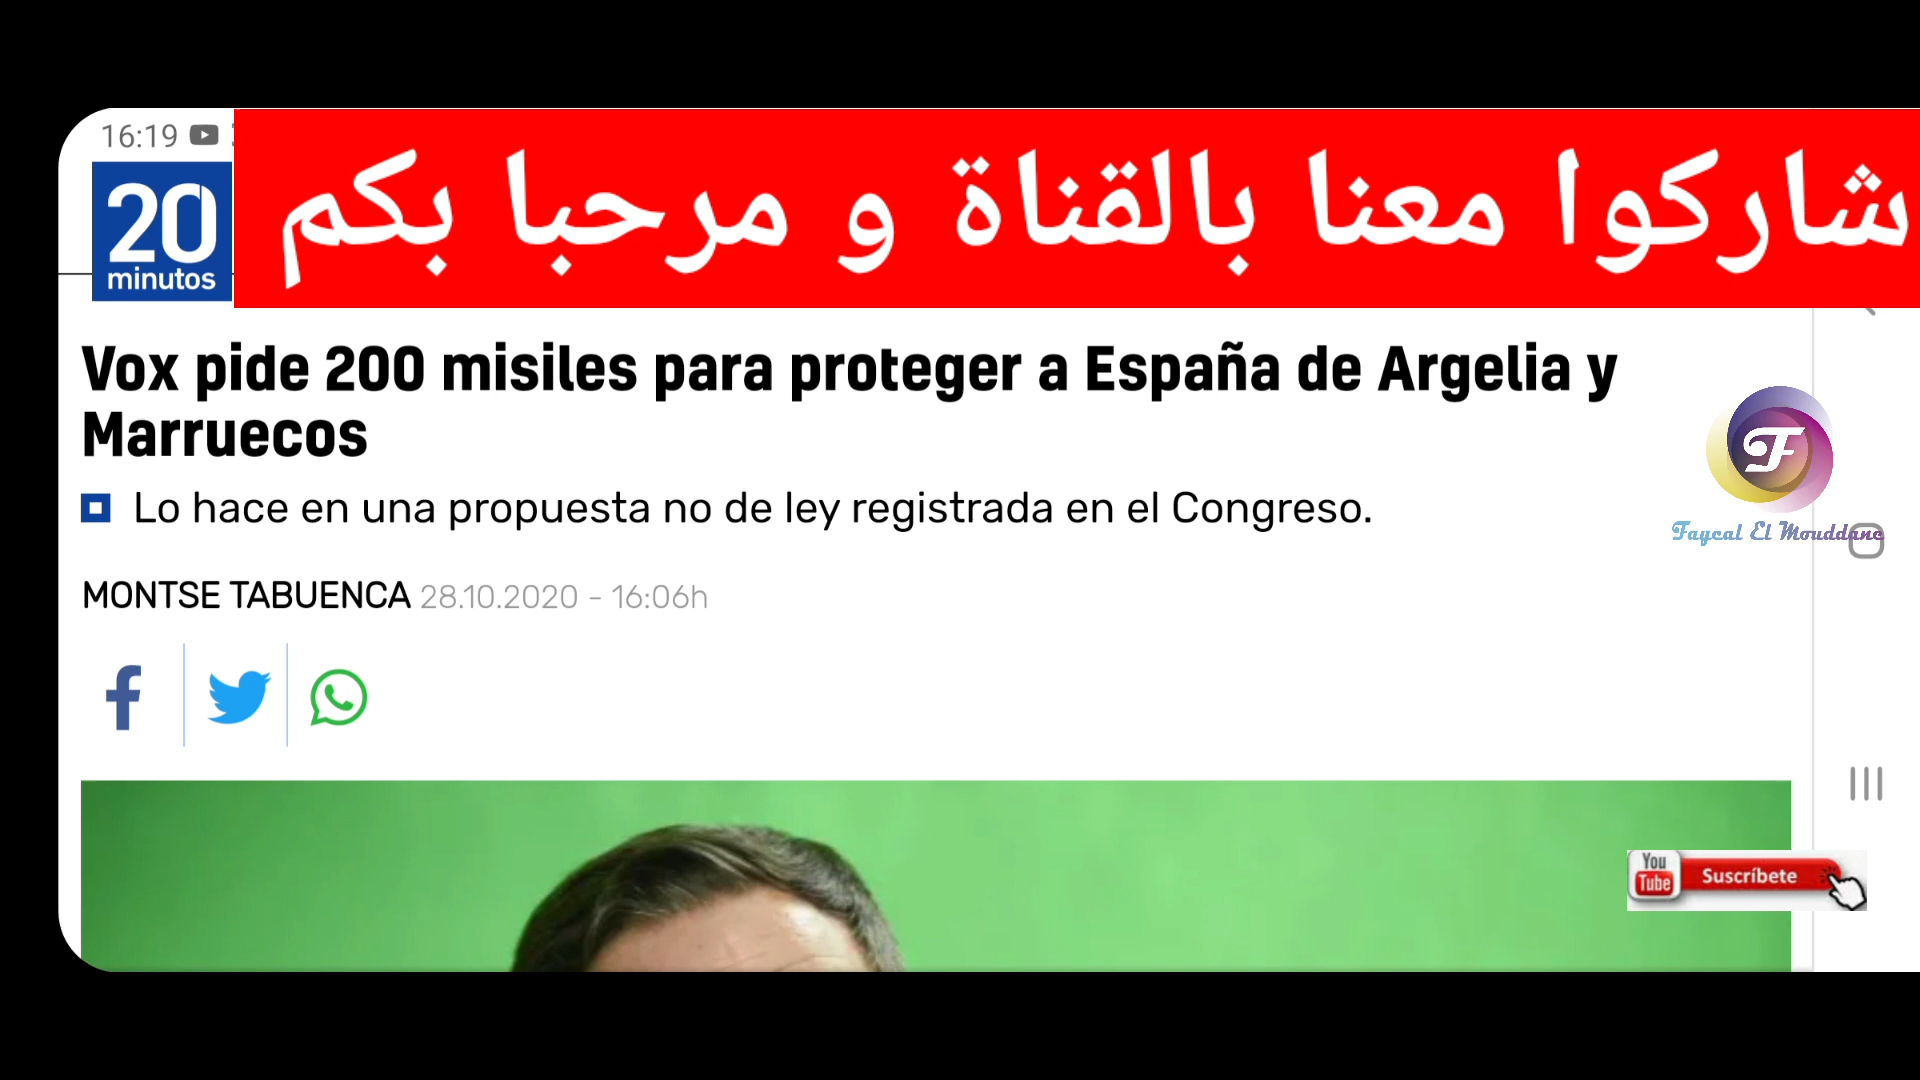 16:19
شاركوا معنا بالقناة و مرحبا بكم
20
minutos
Vox pide 200 misiles para proteger a España de Argelia y
Marruecos
Lo hace en una propuesta no de ley registrada en el Congreso.
F
Faycal El Mouddane
MONTSE TABUENCA 28.10.2020 - 16:06h
You
Tube
Suscríbete